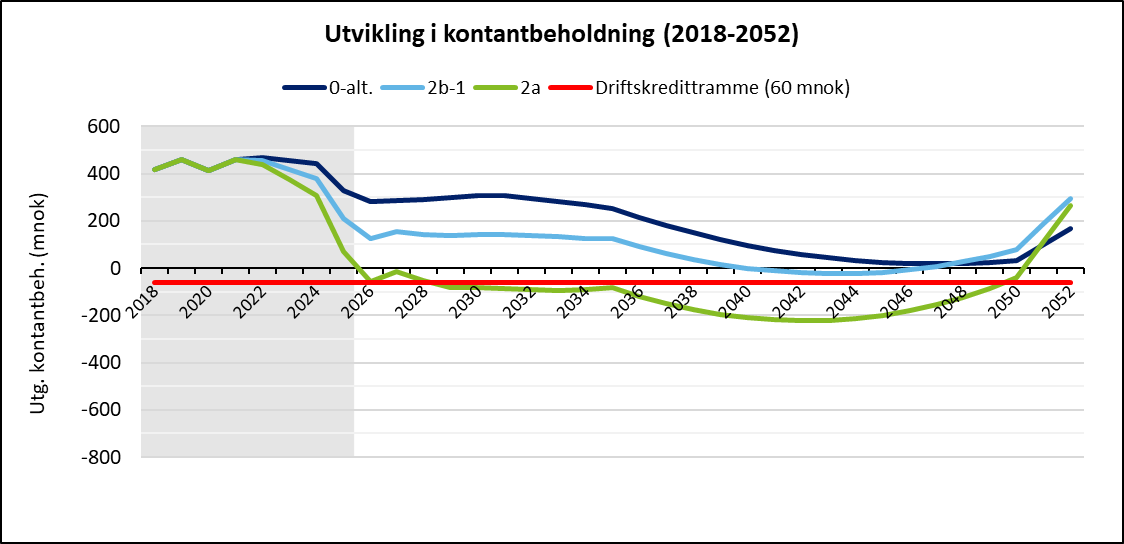 Utvikling i kontantbeholdning (2018-2052)
0-alt. 2b-1 2a Driftskredittramme (60 mnok)
Utg. kontantbeh. (mnok)
600
400
200
0
-200
-400
-600
-800
2018 2020 2022 2024 2026 2028 2030 2032 2034 2036 2038 2040 2042 2044 2046 2048 2050 2052